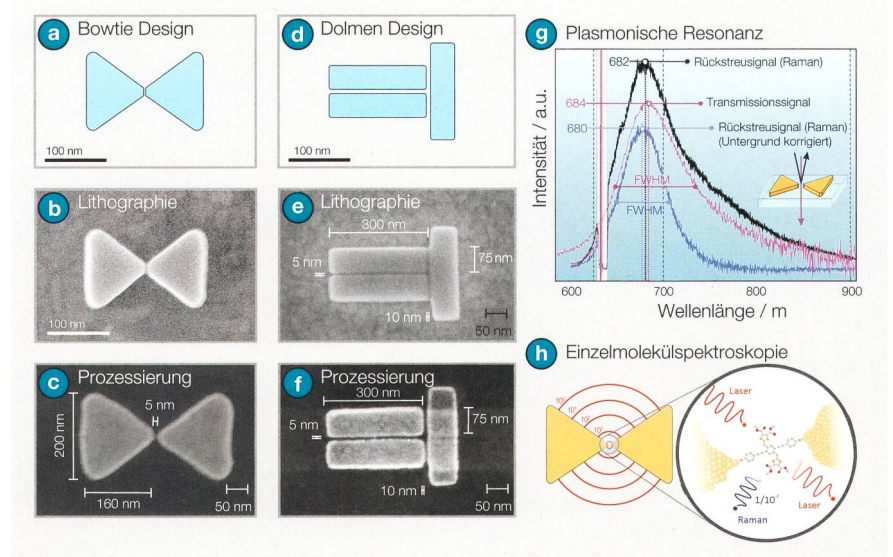 a Bowtie Design
100 nm
b Lithographie
100 nm
c Prozessierung
5 nm
200 nm
160 nm
50 nm
d Dolmen Design
100 nm
e Lithographie
300 nm
5 nm
75 nm
10 nm
50 nm
f Prozessierung
300 nm
5 nm
75 nm
10 nm
50 nm
g Plasmonische Resonanz
Intensität / a.u.
682
Rückstreusignal (Raman)
684
Transmissionssignal
680
Rückstreusignal (Raman)
(Untergrund korrigiert)
FWHM
FWHM
600 700 800 900
Wellenlänge / m
h Einzelmolekülspektroskopie
Laser
1/10
Raman
Laser